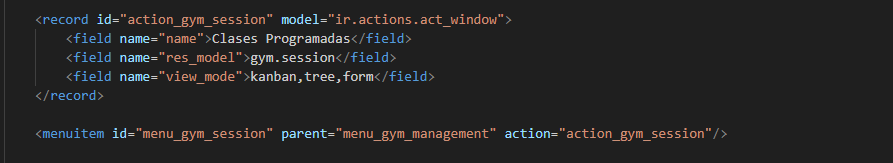 <record id="action_gym_session" model="ir.actions.act_window">
<field name="name">Clases Programadas</field>
<field name="res_model">gym.session</field>
<field name="view_mode">kanban,tree,form</field>
</record>
<menuitem id="menu_gym_session" parent="menu_gym_management" action="action_gym_session"/>